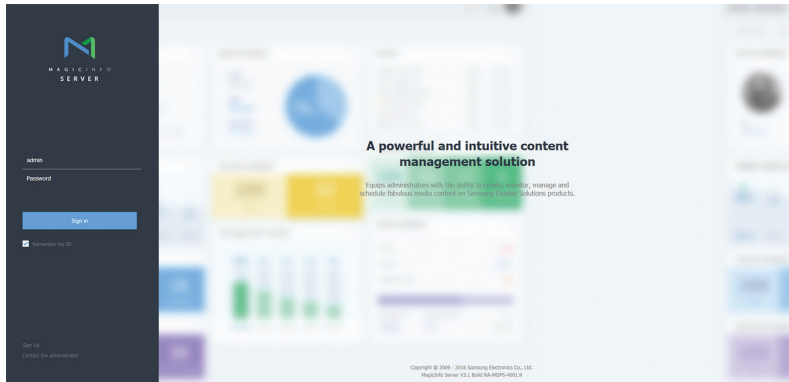 MAGICINFO
SERVER
admin
Password
Sign in
Remember my ID
Sign Up
Contact the administrator
A powerful and intuitive content
management solution
Equips administrators with the ability to create, monitor, manage and
schedule fabulous media content on Samsung Display Solutions products.
Copyright @ 2009 - 2016 Samsung Electronics Co., Ltd.
MagicInfo Server V3.1 Build NA-MIIPS-4001.9